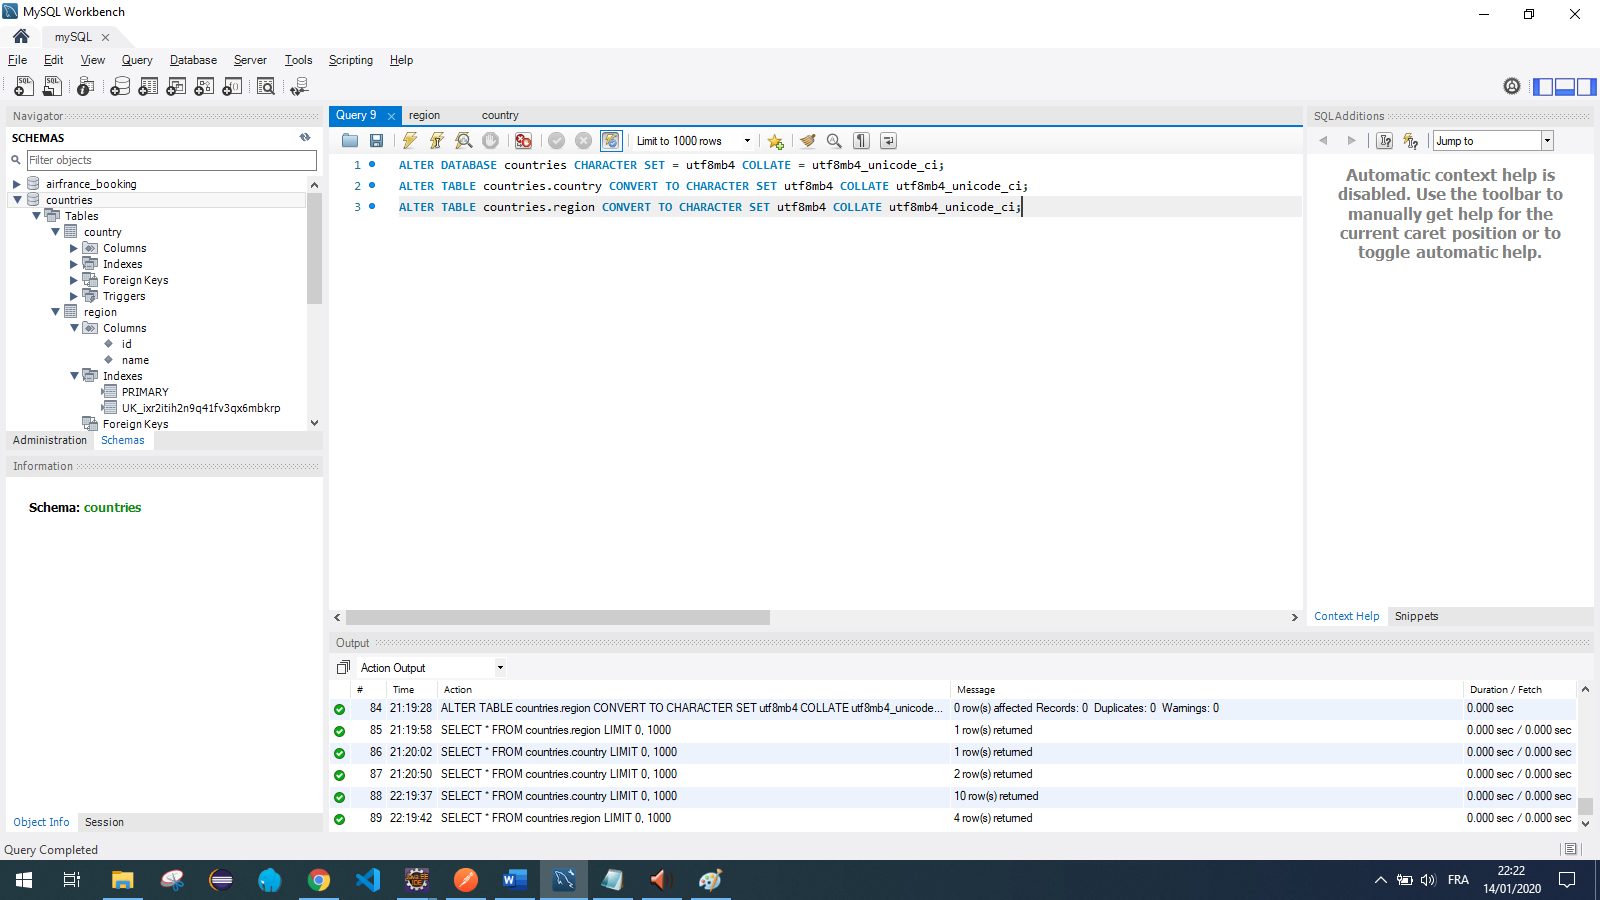 MySQL Workbench
mySQL
File Edit View Query Database Server Tools Scripting Help
Navigator
SCHEMAS
Filter objects
airfrance_booking
countries
Tables
country
Columns
Indexes
Foreign Keys
Triggers
region
Columns
id
name
Indexes
PRIMARY
UK_ixr2itih2n9q41fv3qx6mbkrp
Foreign Keys
Administration Schemas
Information
Schema: countries
Object Info Session
Query 9 region country
Limit to 1000 rows
1 ALTER DATABASE countries CHARACTER SET = utf8mb4 COLLATE = utf8mb4_unicode_ci;
2 ALTER TABLE countries.country CONVERT TO CHARACTER SET utf8mb4 COLLATE utf8mb4_unicode_ci;
3 ALTER TABLE countries.region CONVERT TO CHARACTER SET utf8mb4 COLLATE utf8mb4_unicode_ci;
SQLAdditions
Jump to
Automatic context help is
disabled. Use the toolbar to
manually get help for the
current caret position or to
toggle automatic help.
Context Help Snippets
Output
Action Output
# Time Action Message Duration / Fetch
84 21:19:28 ALTER TABLE countries.region CONVERT TO CHARACTER SET utf8mb4 COLLATE utf8mb4_unicode... 0 row(s) affected Records: 0 Duplicates: 0 Warnings: 0 0.000 sec
85 21:19:58 SELECT * FROM countries.region LIMIT 0, 1000 1 row(s) returned 0.000 sec / 0.000 sec
86 21:20:02 SELECT * FROM countries.country LIMIT 0, 1000 1 row(s) returned 0.000 sec / 0.000 sec
87 21:20:50 SELECT * FROM countries.country LIMIT 0, 1000 2 row(s) returned 0.000 sec / 0.000 sec
88 22:19:37 SELECT * FROM countries.country LIMIT 0, 1000 10 row(s) returned 0.000 sec / 0.000 sec
89 22:19:42 SELECT * FROM countries.region LIMIT 0, 1000 4 row(s) returned 0.000 sec / 0.000 sec
Query Completed
FRA
22:22
14/01/2020